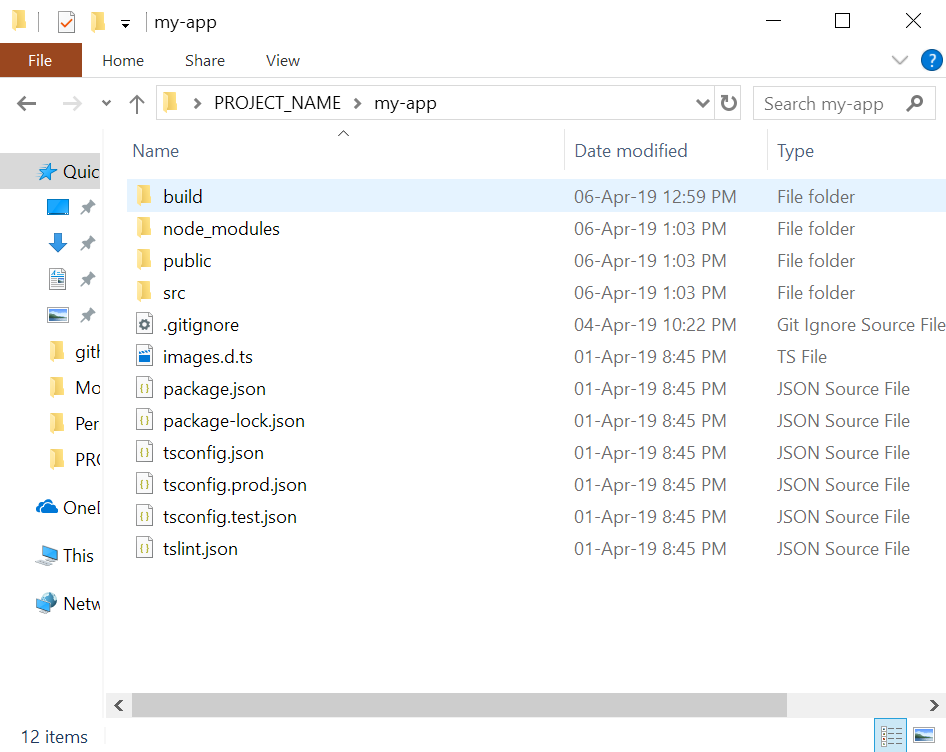 my-app
File Home Share View
PROJECT_NAME my-app Search my-app
Name Date modified Type
Quic
build 06-Apr-19 12:59 PM File folder
node_modules 06-Apr-19 1:03 PM File folder
public 06-Apr-19 1:03 PM File folder
src 06-Apr-19 1:03 PM File folder
.gitignore 04-Apr-19 10:22 PM Git Ignore Source File
gith
images.d.ts 01-Apr-19 8:45 PM TS File
Mo
package.json 01-Apr-19 8:45 PM JSON Source File
Per
package-lock.json 01-Apr-19 8:45 PM JSON Source File
PRO
tsconfig.json 01-Apr-19 8:45 PM JSON Source File
tsconfig.prod.json 01-Apr-19 8:45 PM JSON Source File
OneD
tsconfig.test.json 01-Apr-19 8:45 PM JSON Source File
This
tslint.json 01-Apr-19 8:45 PM JSON Source File
Netw
12 items